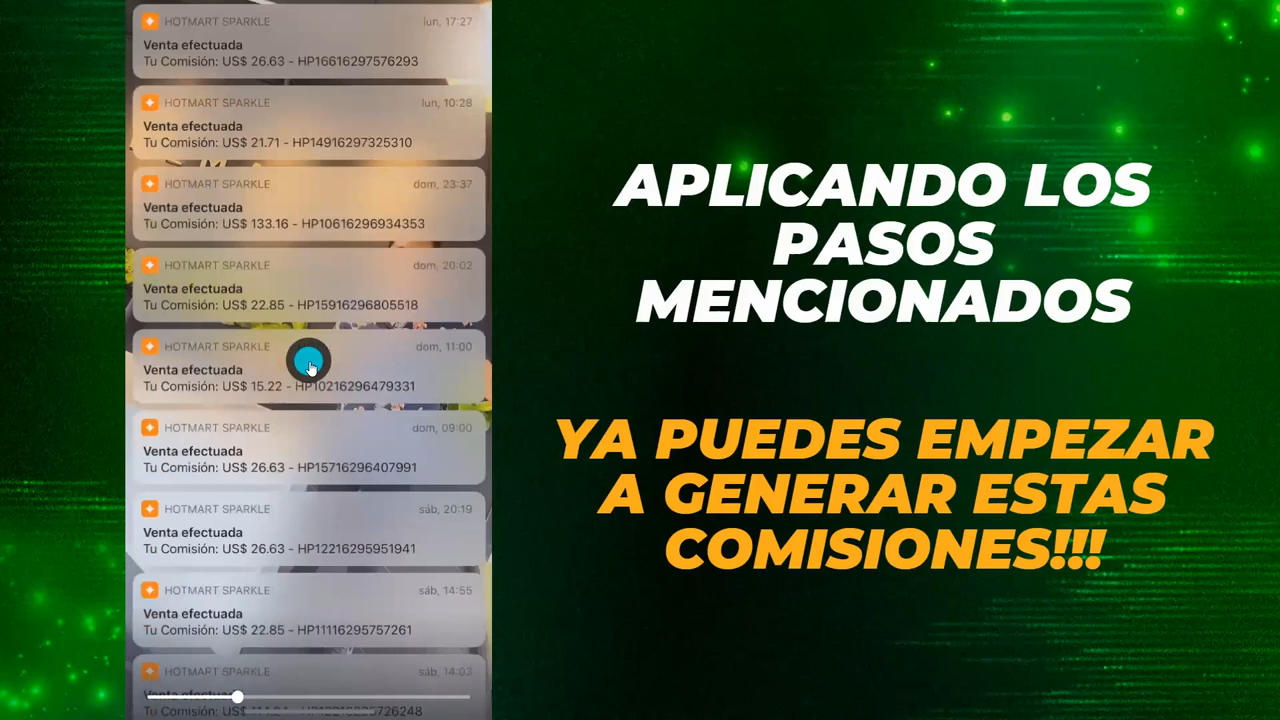 HOTMART SPARKLE lun, 17:27
Venta efectuada
Tu Comisión: US$ 26.63 - HP16616297576293
HOTMART SPARKLE lun, 10:28
Venta efectuada
Tu Comisión: US$ 21.71 - HP14916297325310
HOTMART SPARKLE dom, 23:37
Venta efectuada
Tu Comisión: US$ 133.16 - HP10616296934353
HOTMART SPARKLE dom, 20:02
Venta efectuada
Tu Comisión: US$ 22.85 - HP15916296805518
HOTMART SPARKLE dom, 11:00
Venta efectuada
Tu Comisión: US$ 15.22 - HP10216296479331
HOTMART SPARKLE dom, 09:00
Venta efectuada
Tu Comisión: US$ 26.63 - HP15716296407991
HOTMART SPARKLE sáb, 20:19
Venta efectuada
Tu Comisión: US$ 26.63 - HP12216295951941
HOTMART SPARKLE sáb, 14:55
Venta efectuada
Tu Comisión: US$ 22.85 - HP11116295757261
HOTMART SPARKLE sáb, 14:03
Venta efectuada
Tu Comisión: US$
APLICANDO LOS
PASOS
MENCIONADOS
YA PUEDES EMPEZAR
A GENERAR ESTAS
COMISIONES!!!